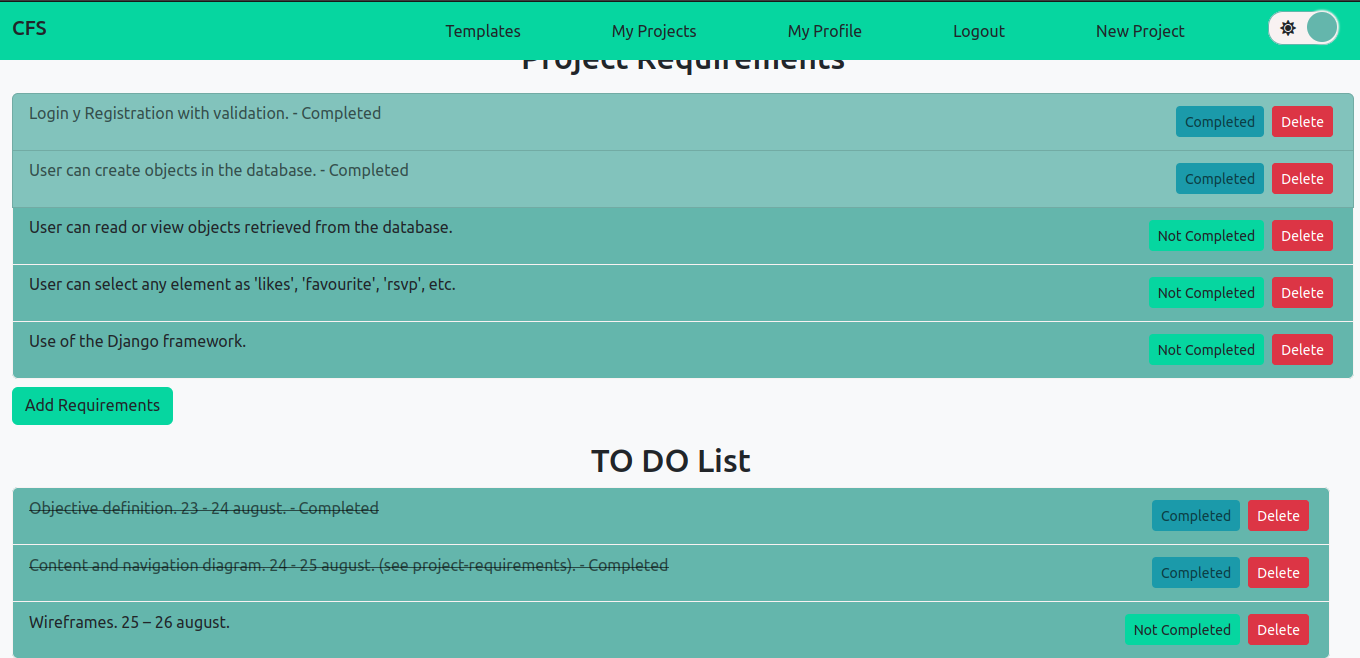 CFS Templates My Projects My Profile Logout New Project
Project Requirements
Login y Registration with validation. - Completed Completed Delete
User can create objects in the database. - Completed Completed Delete
User can read or view objects retrieved from the database. Not Completed Delete
User can select any element as 'likes', 'favourite', 'rsvp', etc. Not Completed Delete
Use of the Django framework. Not Completed Delete
Add Requirements
TO DO List
Objective definition. 23 - 24 august. - Completed Completed Delete
Content and navigation diagram. 24 - 25 august. (see project-requirements). - Completed Completed Delete
Wireframes. 25 – 26 august. Not Completed Delete